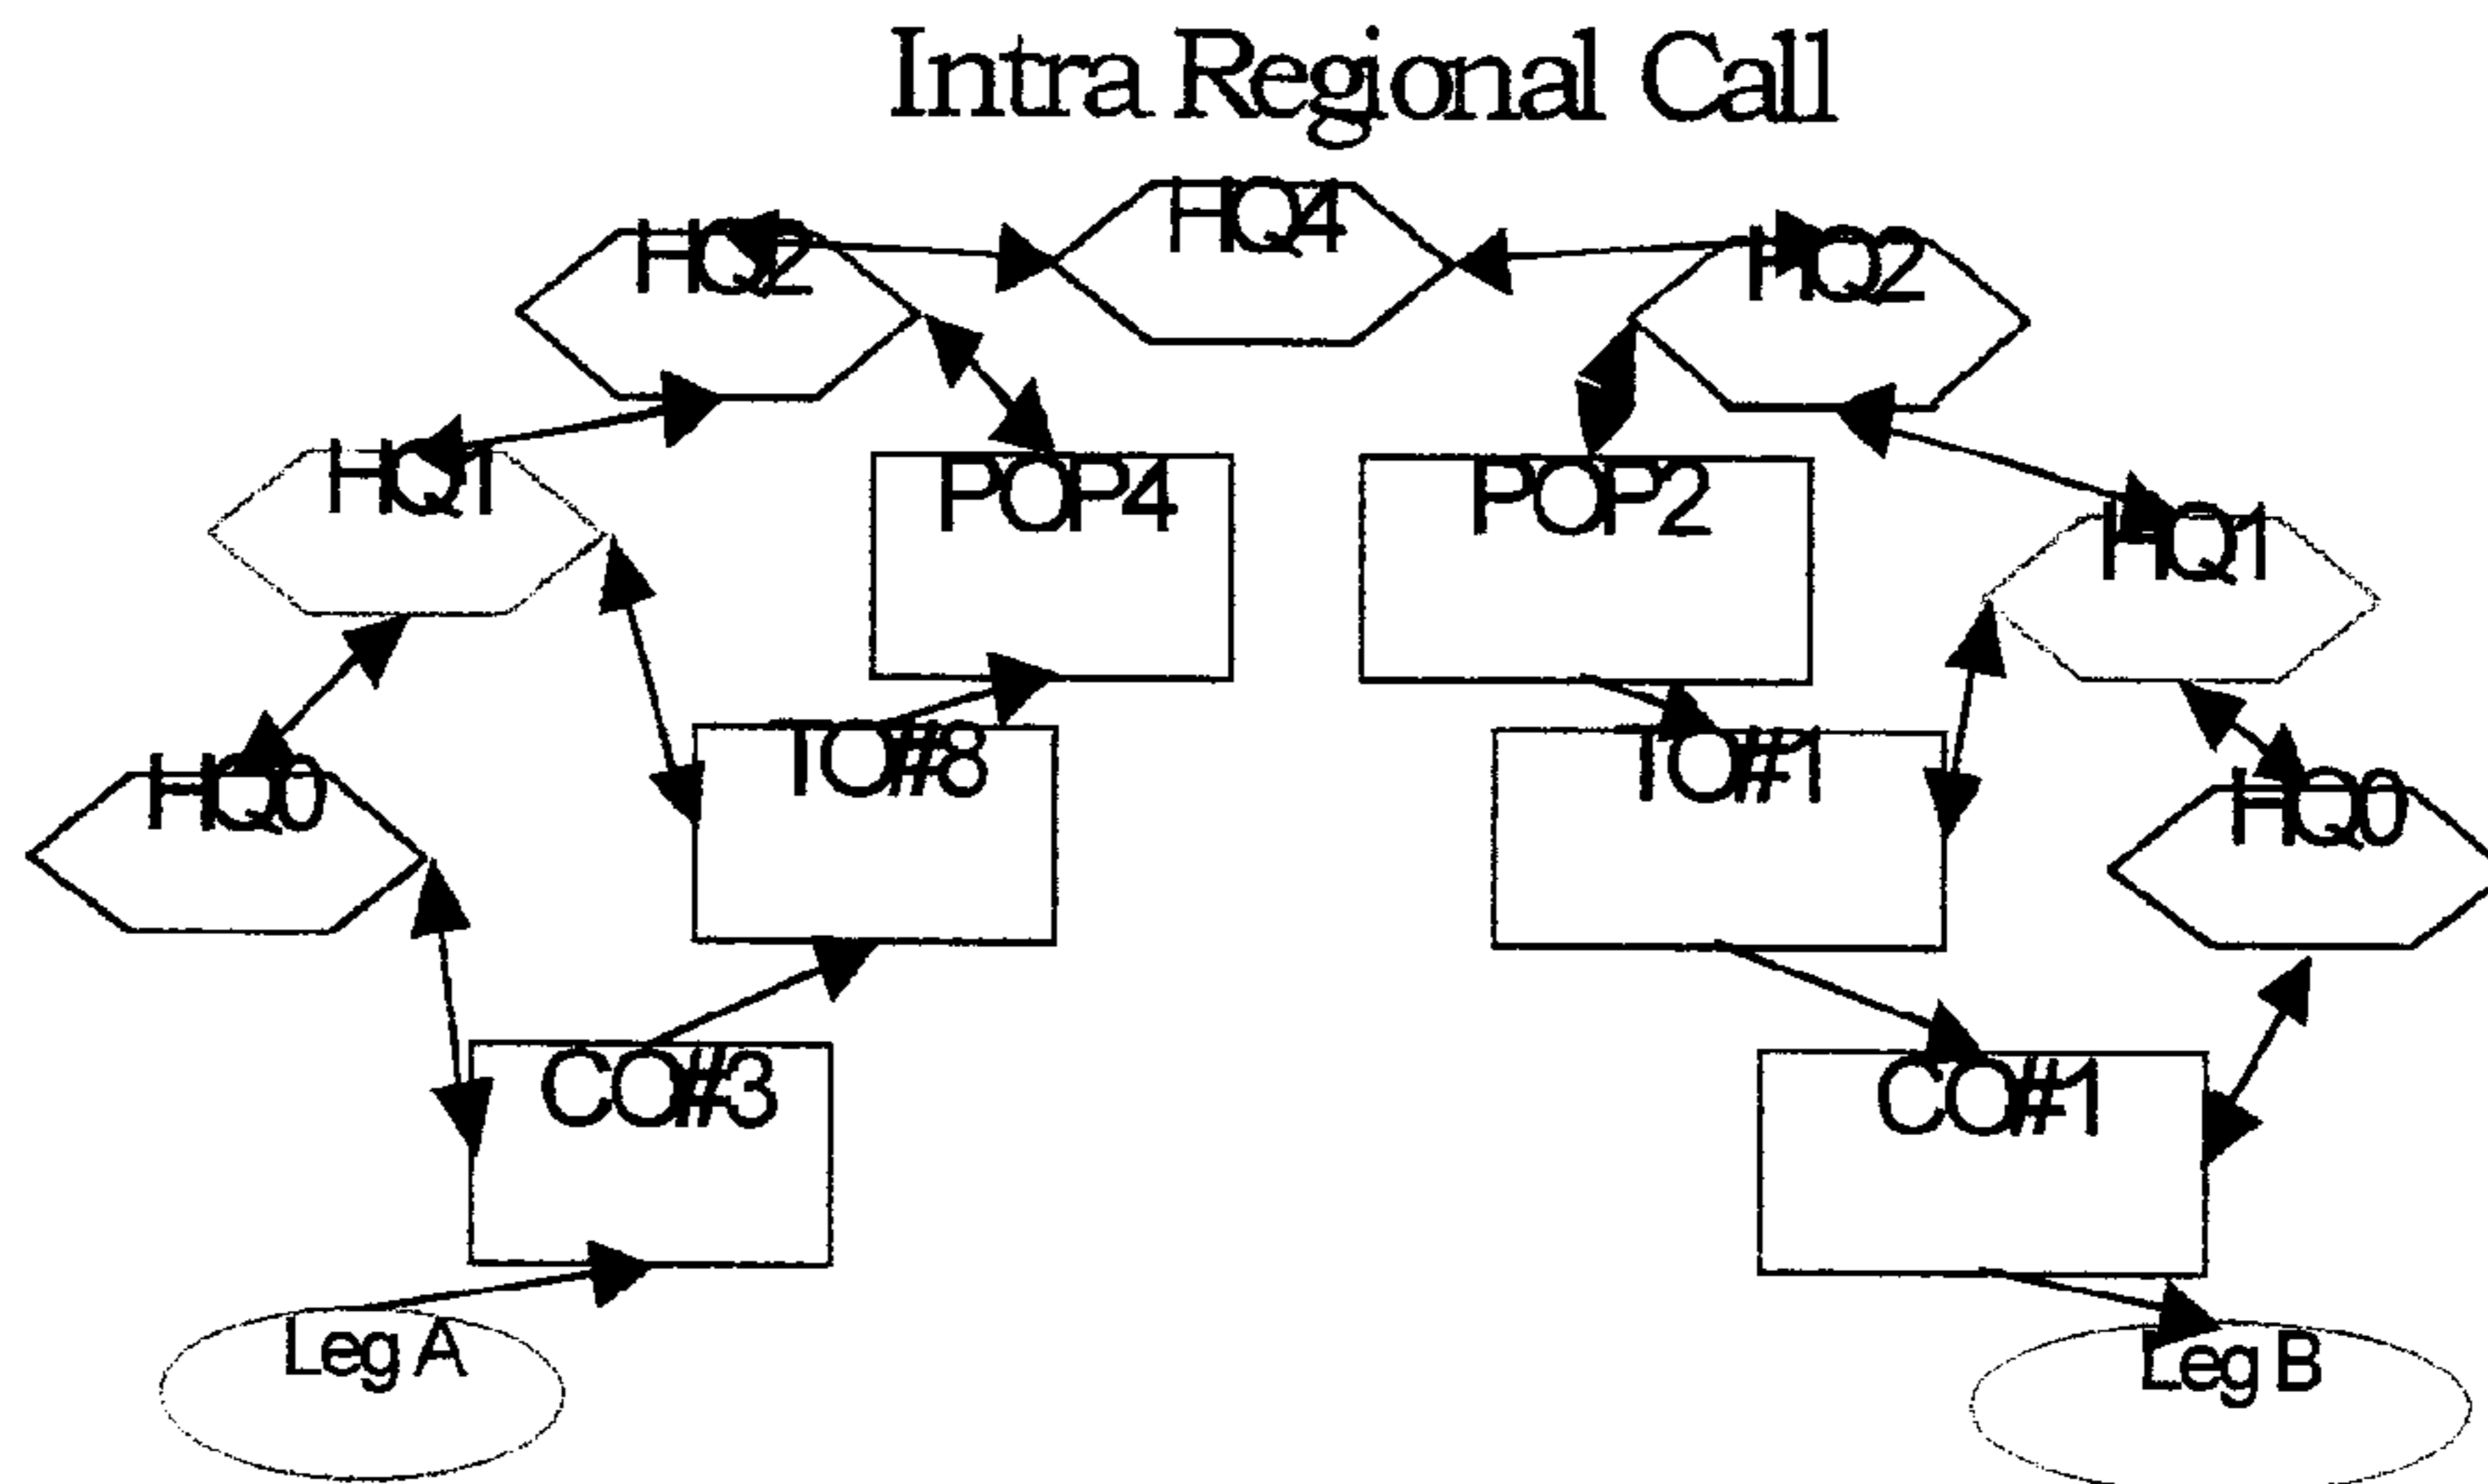 Intra Regional Call
HQ4
HQ2
HQ2
HQ1
POP4
POP2
HQ1
TO#8
TO#1
HQ0
HQ0
CO#3
CO#1
Leg A
Leg B